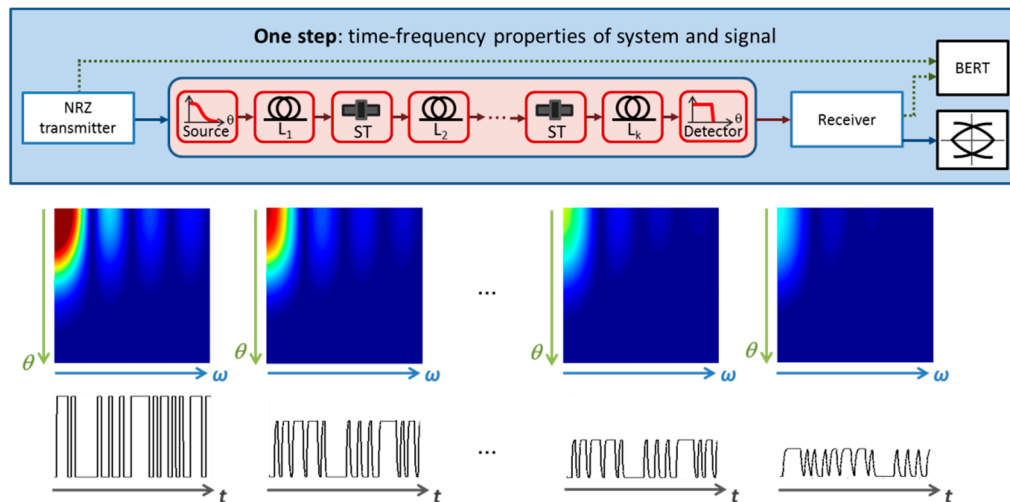 One step: time-frequency properties of system and signal
BERT
NRZ
transmitter
θ
Source
L1
ST
L2
......
ST
Lk
θ
Detector
Receiver
...
θ
ω
θ
ω
θ
ω
θ
ω
...
t
t
t
t